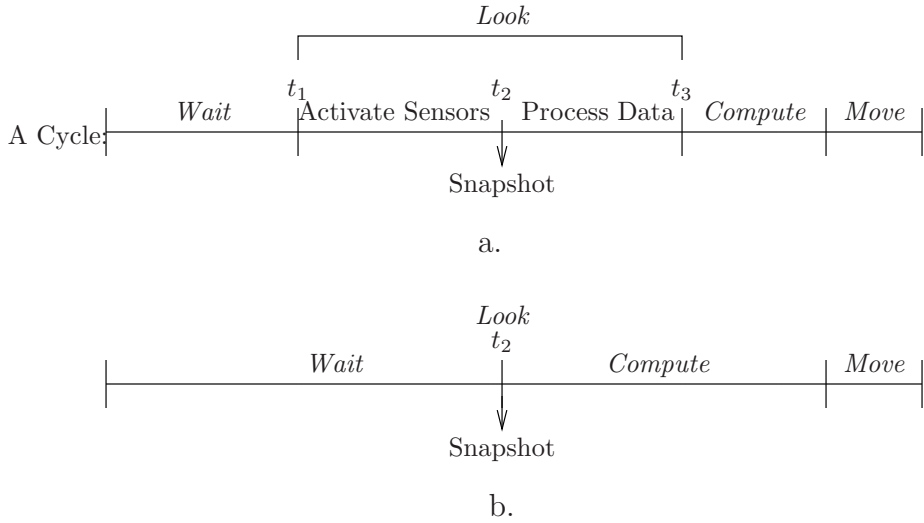 Look
t1 t2 t3
Wait Activate Sensors Process Data Compute Move
A Cycle:
Snapshot
a.
Look
t2
Wait Compute Move
Snapshot
b.